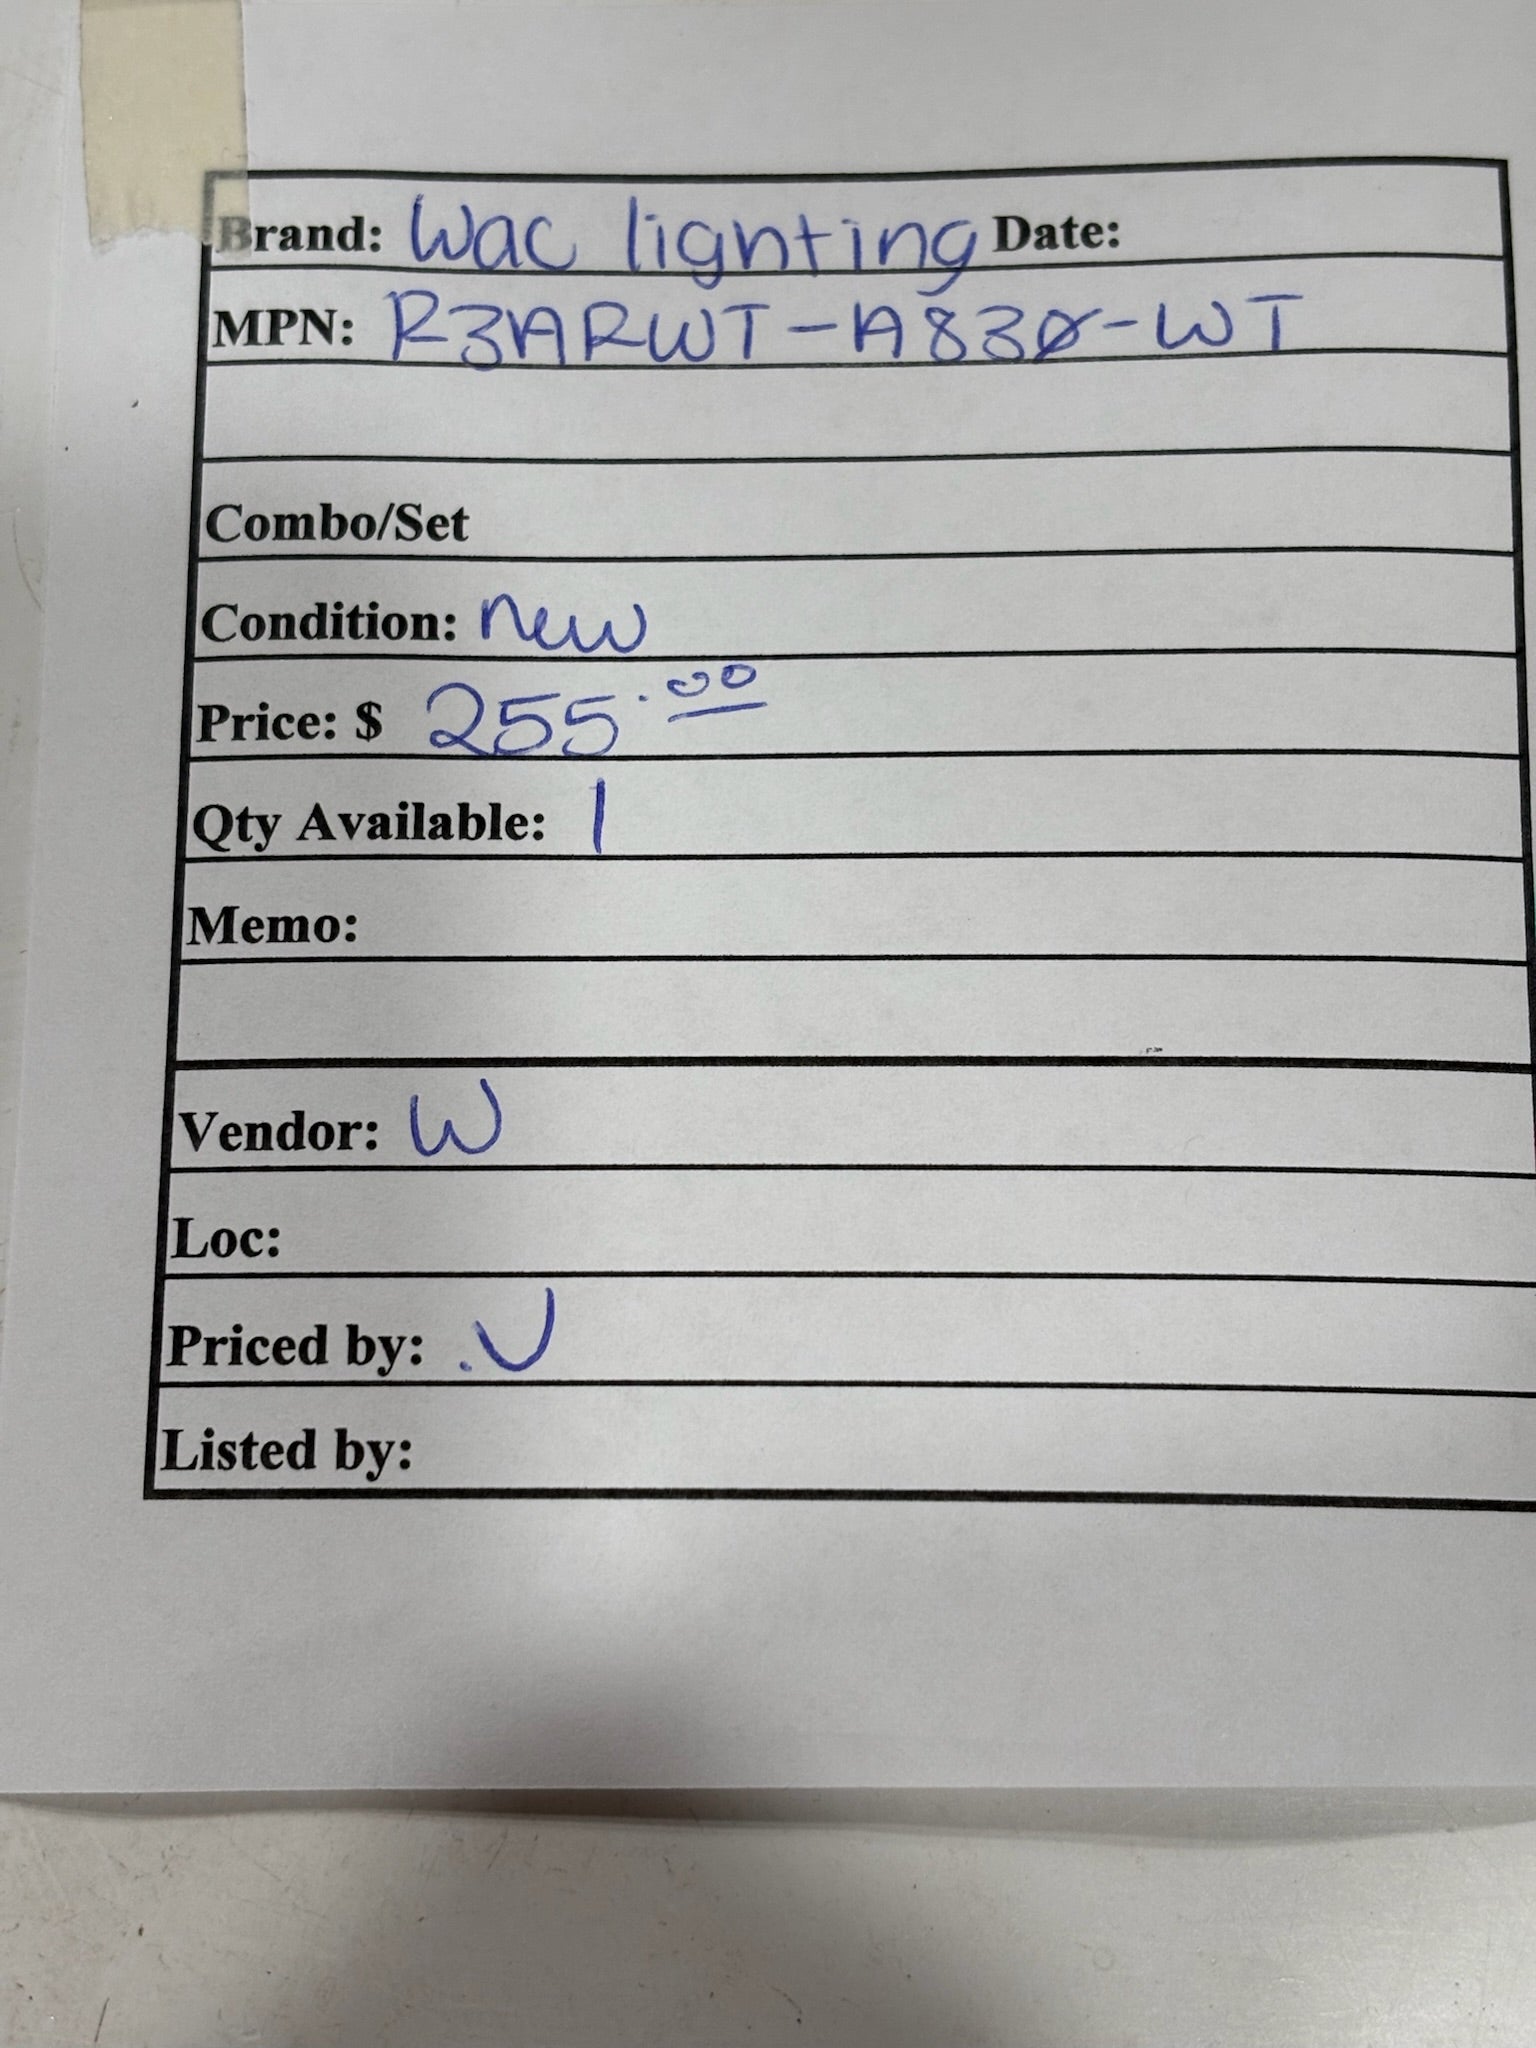 Brand: Wac lighting Date:
MPN: R3ARWT-A830-WT
Combo/Set
Condition: new
Price: $ 255.00
Qty Available: 1
Memo:
Vendor: W
Loc:
Priced by: .U
Listed by: